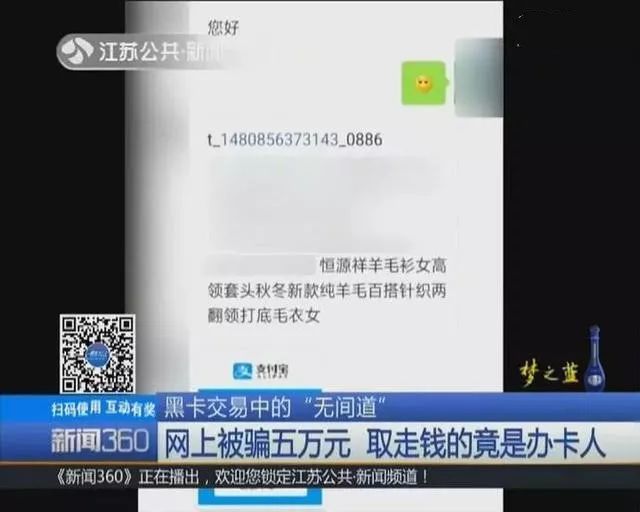 您好
江苏公共·新闻
t_1480856373143_0886
恒源祥羊毛衫女高
领套头秋冬新款纯羊毛百搭针织两
翻领打底毛衣女
支付宝
梦之蓝
扫码使用 互动有奖
黑卡交易中的“无间道”
新闻360
网上被骗五万元 取走钱的竟是办卡人
《新闻360》正在播出，欢迎您锁定江苏公共·新闻频道！